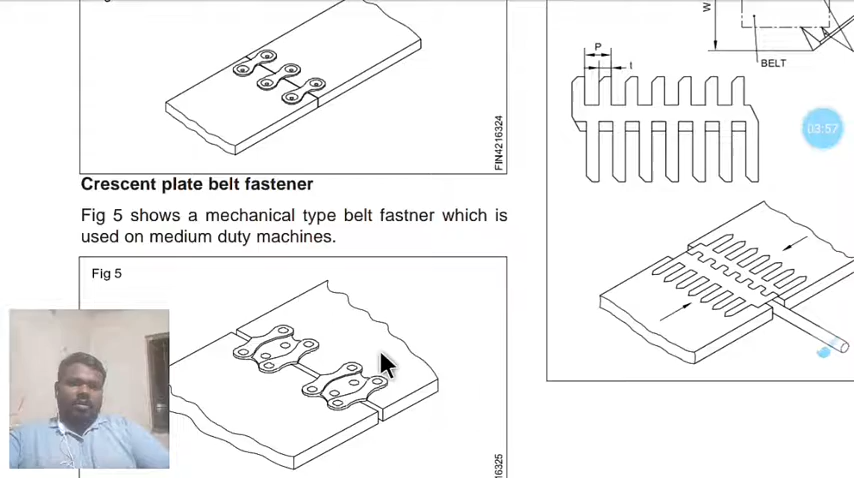 FIN4216324
Crescent plate belt fastener
Fig 5 shows a mechanical type belt fastner which is
used on medium duty machines.
Fig 5
16325
W
BELT
P
t
03:57